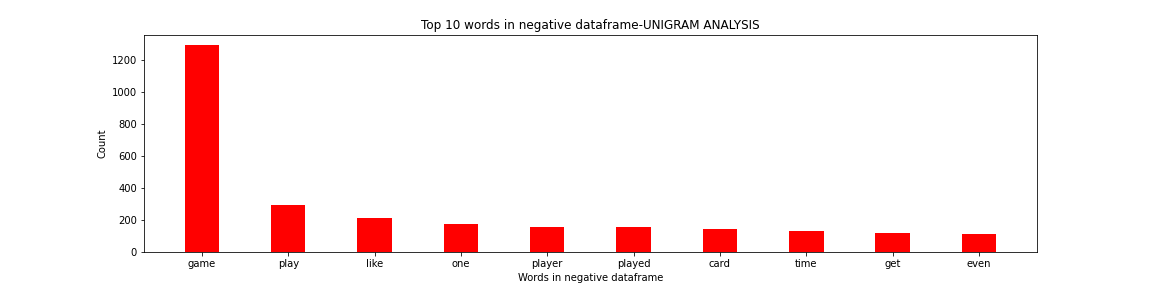 Top 10 words in negative dataframe-UNIGRAM ANALYSIS
1200
1000
800
600
400
200
0
Count
game play like one player played card time get even
Words in negative dataframe